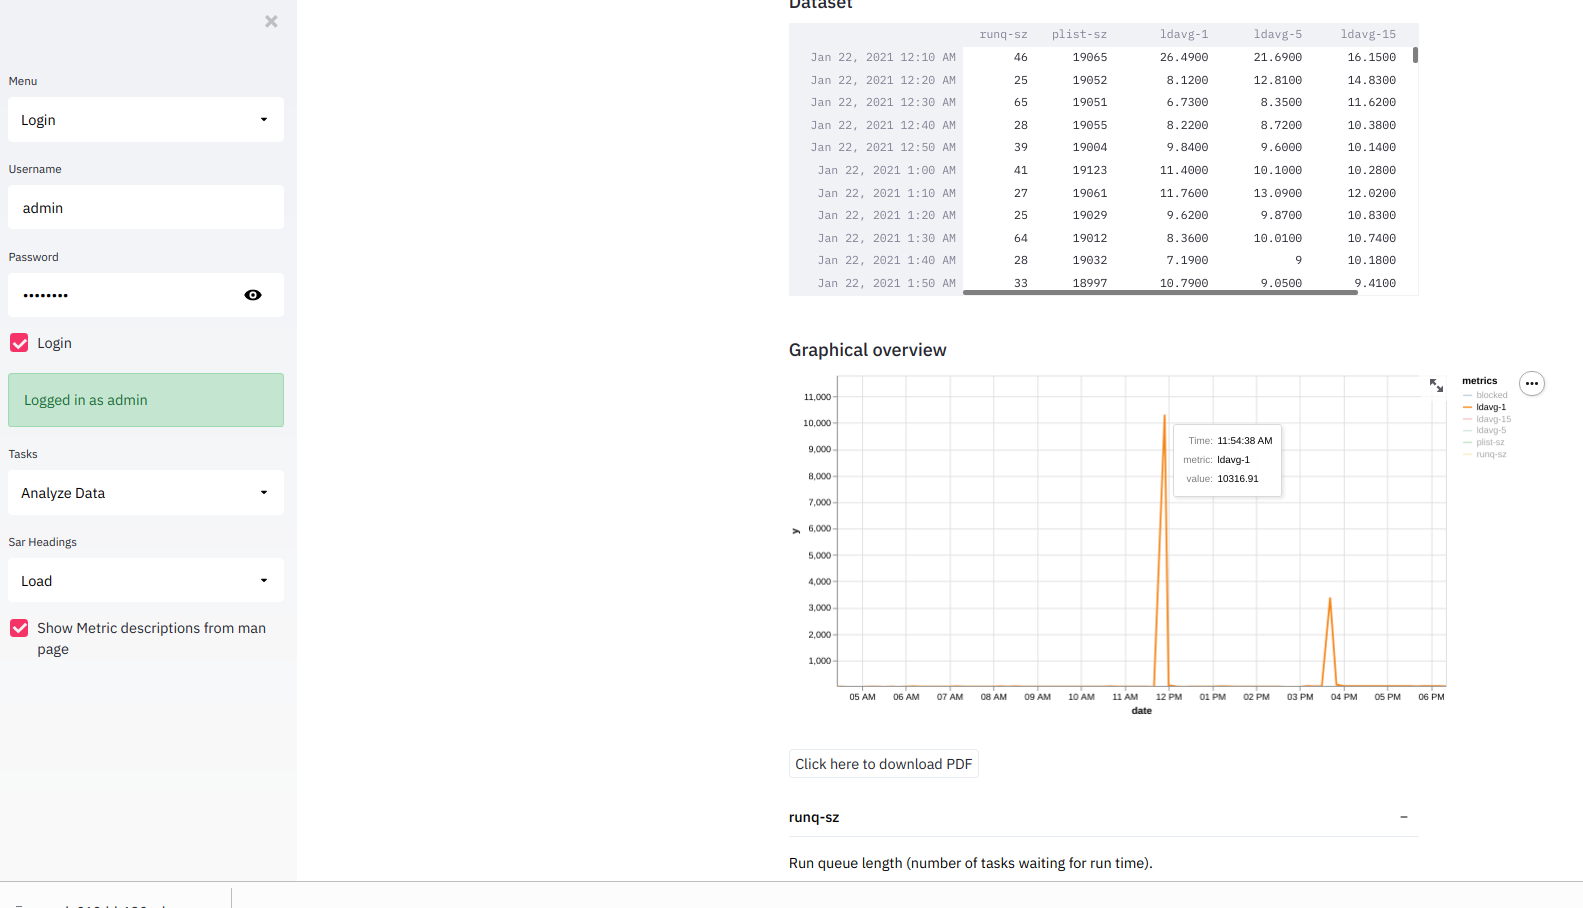 ×
Menu
Login
Username
admin
Password
••••••••
Login
Logged in as admin
Tasks
Analyze Data
Sar Headings
Load
Show Metric descriptions from man
page
Dataset
runq-sz plist-sz ldavg-1 ldavg-5 ldavg-15
Jan 22, 2021 12:10 AM 46 19065 26.4900 21.6900 16.1500
Jan 22, 2021 12:20 AM 25 19052 8.1200 12.8100 14.8300
Jan 22, 2021 12:30 AM 65 19051 6.7300 8.3500 11.6200
Jan 22, 2021 12:40 AM 28 19055 8.2200 8.7200 10.3800
Jan 22, 2021 12:50 AM 39 19004 9.8400 9.6000 10.1400
Jan 22, 2021 1:00 AM 41 19123 11.4000 10.1000 10.2800
Jan 22, 2021 1:10 AM 27 19061 11.7600 13.0900 12.0200
Jan 22, 2021 1:20 AM 25 19029 9.6200 9.8700 10.8300
Jan 22, 2021 1:30 AM 64 19012 8.3600 10.0100 10.7400
Jan 22, 2021 1:40 AM 28 19032 7.1900 9 10.1800
Jan 22, 2021 1:50 AM 33 18997 10.7900 9.0500 9.4100
Graphical overview
11,000
10,000
9,000
8,000
7,000
6,000
5,000
4,000
3,000
2,000
1,000
y
Time: 11:54:38 AM
metric: ldavg-1
value: 10316.91
05 AM 06 AM 07 AM 08 AM 09 AM 10 AM 11 AM 12 PM 01 PM 02 PM 03 PM 04 PM 05 PM 06 PM
date
metrics
blocked
ldavg-1
ldavg-15
ldavg-5
plist-sz
runq-sz
Click here to download PDF
runq-sz
Run queue length (number of tasks waiting for run time).